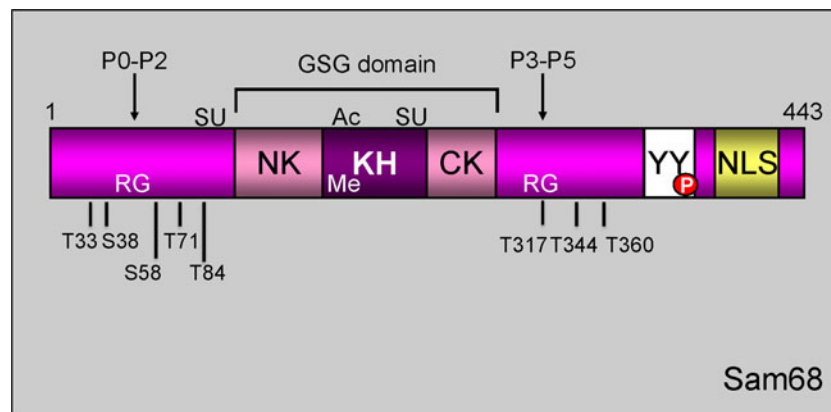 P0-P2 GSG domain P3-P5
1 SU Ac SU 443
NK KH CK YY NLS
RG Me RG P
T33 S38 T71 T317 T344 T360
S58 T84
Sam68